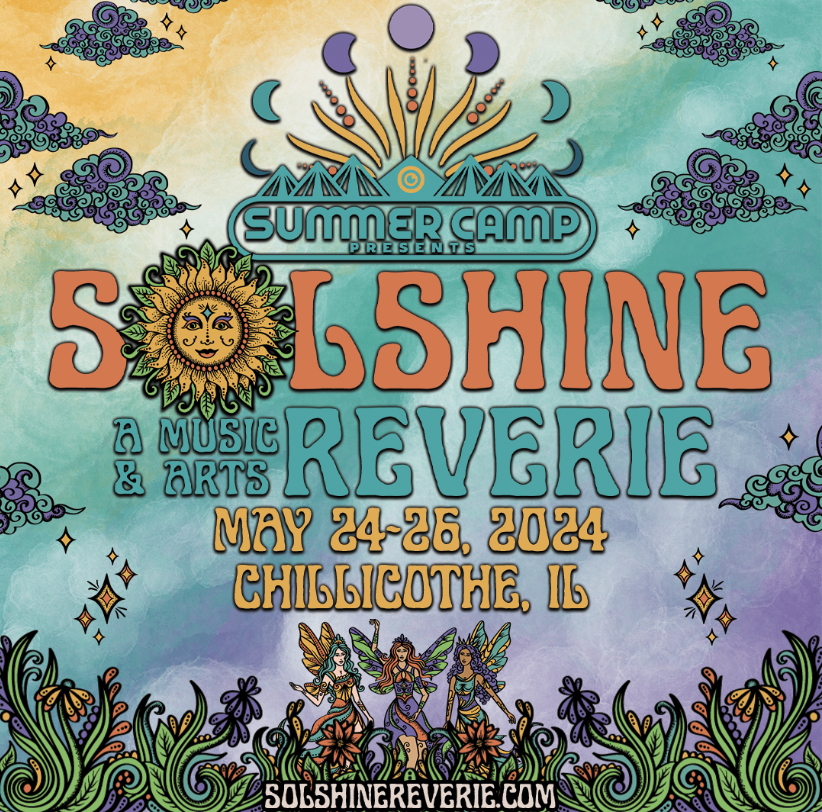 SUMMER CAMP
PRESENTS
SOLSHINE
A MUSIC
& ARTS
REVERIE
MAY 24-26, 2024
CHILLICOTHE, IL
SOLSHINEREVERIE.COM